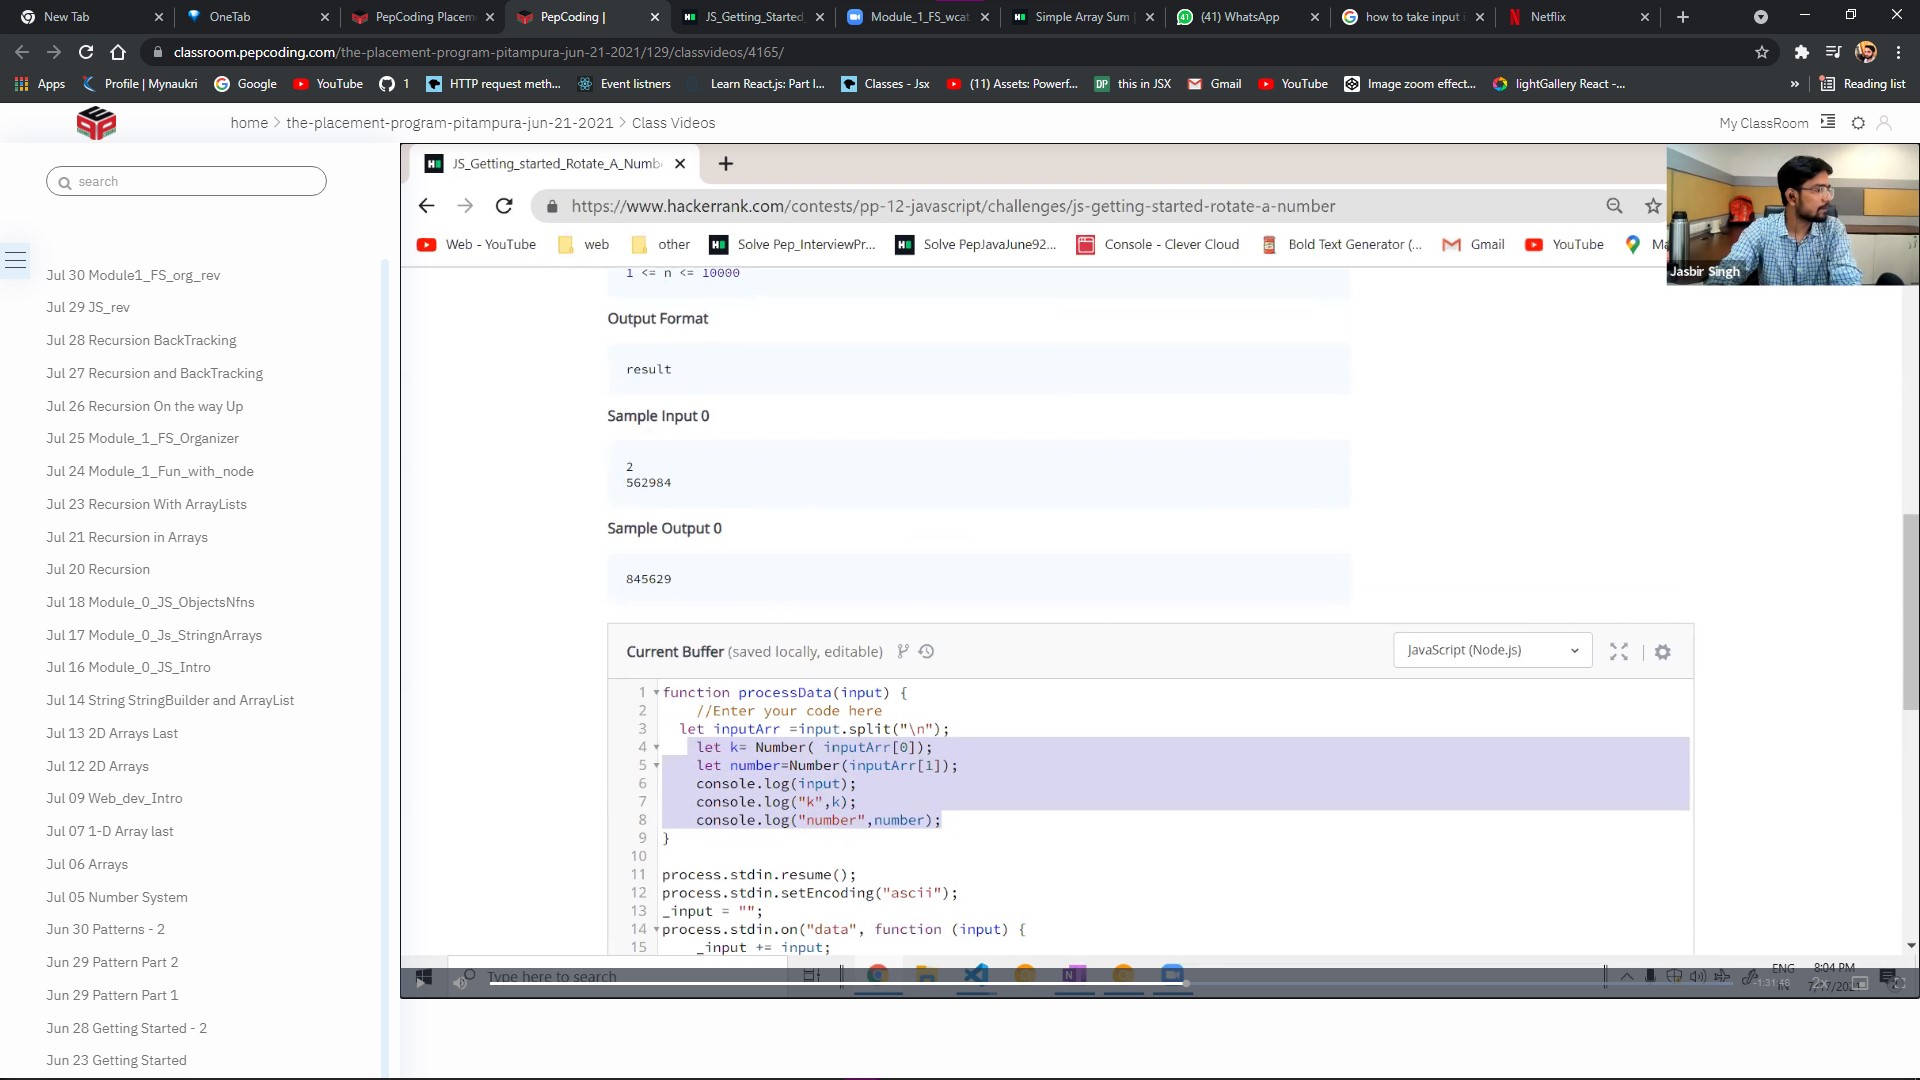 New Tab
OneTab
PepCoding Placem
PepCoding |
JS_Getting_Started
Module_1_FS_wcat
Simple Array Sum
(41) WhatsApp
how to take input
Netflix
classroom.pepcoding.com/the-placement-program-pitampura-jun-21-2021/129/classvideos/4165/
Apps
Profile | Mynaukri
Google
YouTube
1
HTTP request meth...
Event listners
Learn React.js: Part I...
Classes - Jsx
(11) Assets: Powerf...
DP this in JSX
Gmail
YouTube
Image zoom effect...
lightGallery React -...
»
Reading list
home > the-placement-program-pitampura-jun-21-2021 > Class Videos
My ClassRoom
search
Jul 30 Module1_FS_org_rev
Jul 29 JS_rev
Jul 28 Recursion BackTracking
Jul 27 Recursion and BackTracking
Jul 26 Recursion On the way Up
Jul 25 Module_1_FS_Organizer
Jul 24 Module_1_Fun_with_node
Jul 23 Recursion With ArrayLists
Jul 21 Recursion in Arrays
Jul 20 Recursion
Jul 18 Module_0_JS_ObjectsNfns
Jul 17 Module_0_Js_StringnArrays
Jul 16 Module_0_JS_Intro
Jul 14 String StringBuilder and ArrayList
Jul 13 2D Arrays Last
Jul 12 2D Arrays
Jul 09 Web_dev_Intro
Jul 07 1-D Array last
Jul 06 Arrays
Jul 05 Number System
Jun 30 Patterns - 2
Jun 29 Pattern Part 2
Jun 29 Pattern Part 1
Jun 28 Getting Started - 2
Jun 23 Getting Started
JS_Getting_started_Rotate_A_Numb
https://www.hackerrank.com/contests/pp-12-javascript/challenges/js-getting-started-rotate-a-number
Web - YouTube
web
other
Solve Pep_InterviewPr...
Solve PepJavaJune92...
Console - Clever Cloud
Bold Text Generator (...
Gmail
YouTube
Ma
Jasbir Singh
1 <= n <= 10000
Output Format
result
Sample Input 0
2
562984
Sample Output 0
845629
Current Buffer (saved locally, editable)
JavaScript (Node.js)
1 function processData(input) {
2 //Enter your code here
3 let inputArr =input.split("\n");
4 let k= Number( inputArr[0]);
5 let number=Number(inputArr[1]);
6 console.log(input);
7 console.log("k",k);
8 console.log("number",number);
9 }
10
11 process.stdin.resume();
12 process.stdin.setEncoding("ascii");
13 _input = "";
14 process.stdin.on("data", function (input) {
15 _input += input;
Type here to search
ENG
IN
8:04 PM
-1:31:48